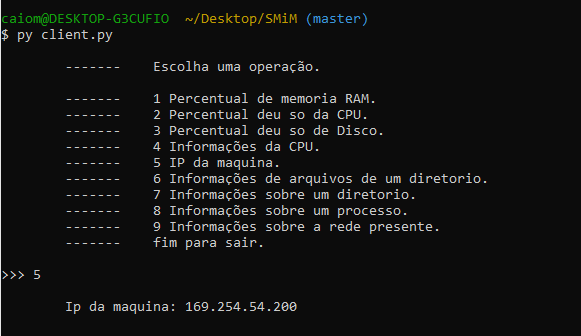 caiom@DESKTOP-G3CUFIO ~/Desktop/SMiM (master)
$ py client.py
------- Escolha uma operação.
------- 1 Percentual de memoria RAM.
------- 2 Percentual deu so da CPU.
------- 3 Percentual deu so de Disco.
------- 4 Informações da CPU.
------- 5 IP da maquina.
------- 6 Informações de arquivos de um diretorio.
------- 7 Informações sobre um diretorio.
------- 8 Informações sobre um processo.
------- 9 Informações sobre a rede presente.
------- fim para sair.
>>> 5
Ip da maquina: 169.254.54.200